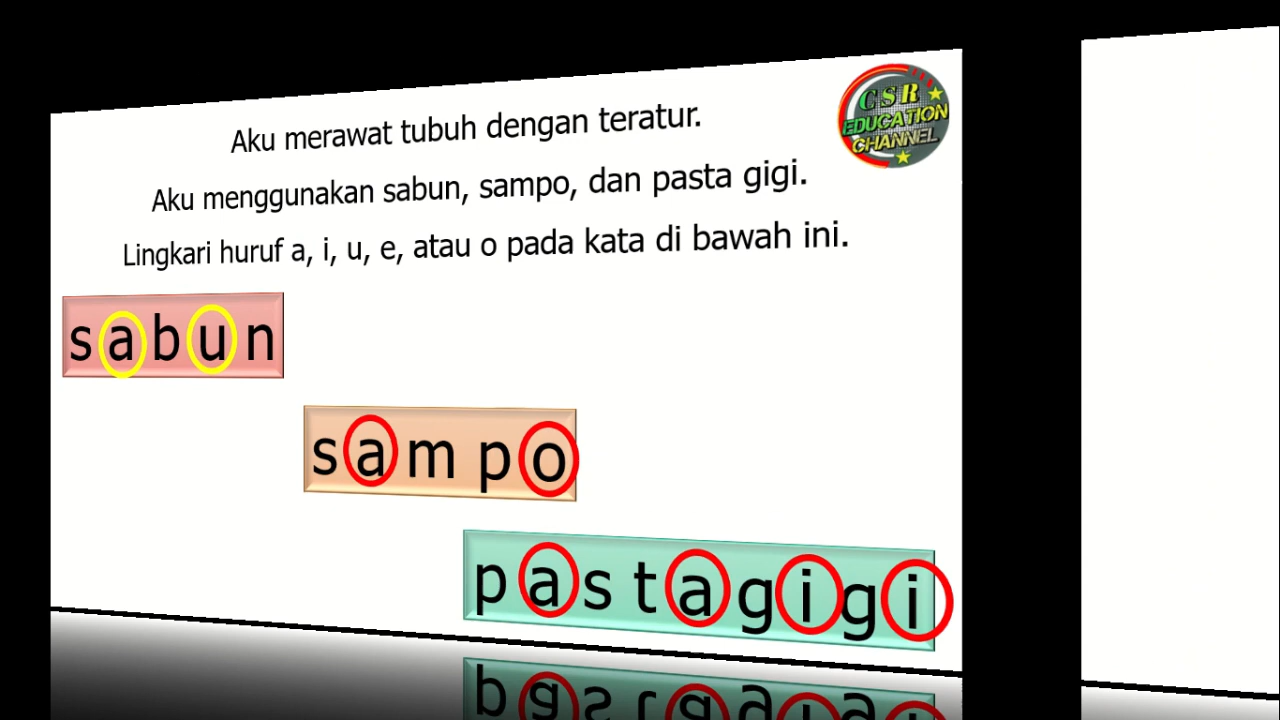 Aku merawat tubuh dengan teratur.
Aku menggunakan sabun, sampo, dan pasta gigi.
Lingkari huruf a, i, u, e, atau o pada kata di bawah ini.
CSR
EDUCATION
CHANNEL
sabun
sampo
pastagigi